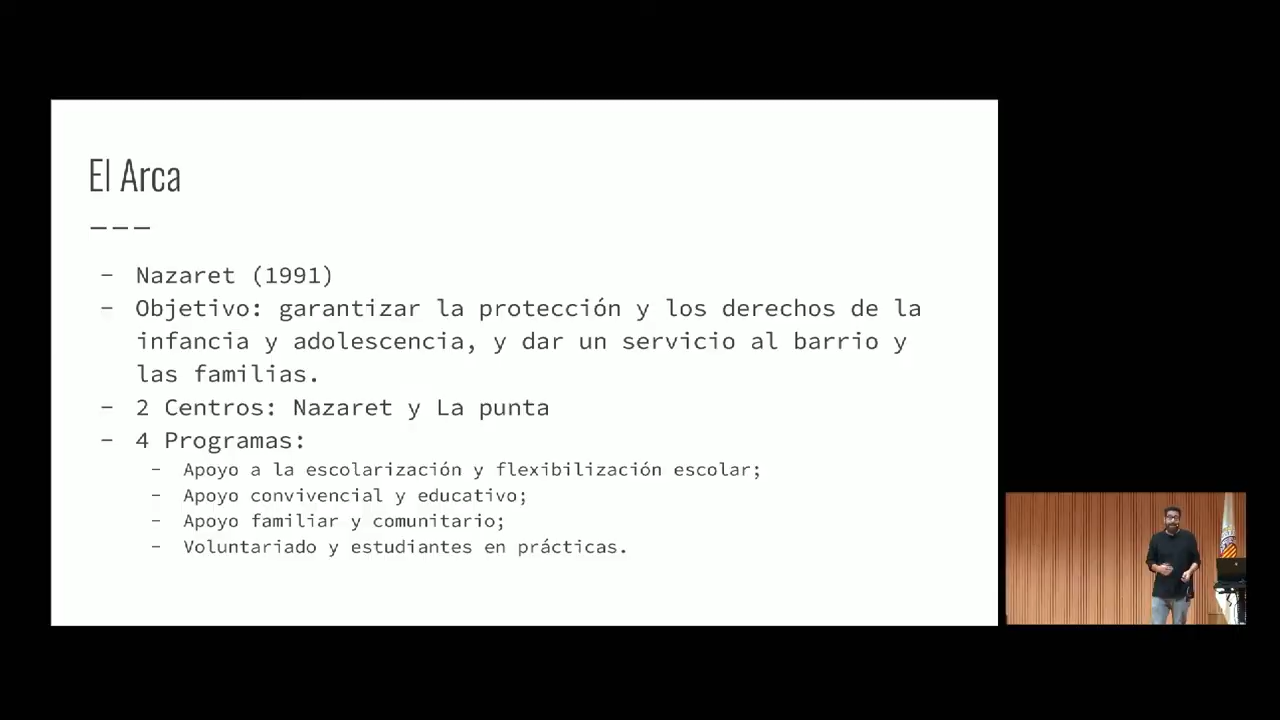 El Arca
———
- Nazaret (1991)
- Objetivo: garantizar la protección y los derechos de la
infancia y adolescencia, y dar un servicio al barrio y
las familias.
- 2 Centros: Nazaret y La punta
- 4 Programas:
- Apoyo a la escolarización y flexibilización escolar;
- Apoyo convivencial y educativo;
- Apoyo familiar y comunitario;
- Voluntariado y estudiantes en prácticas.